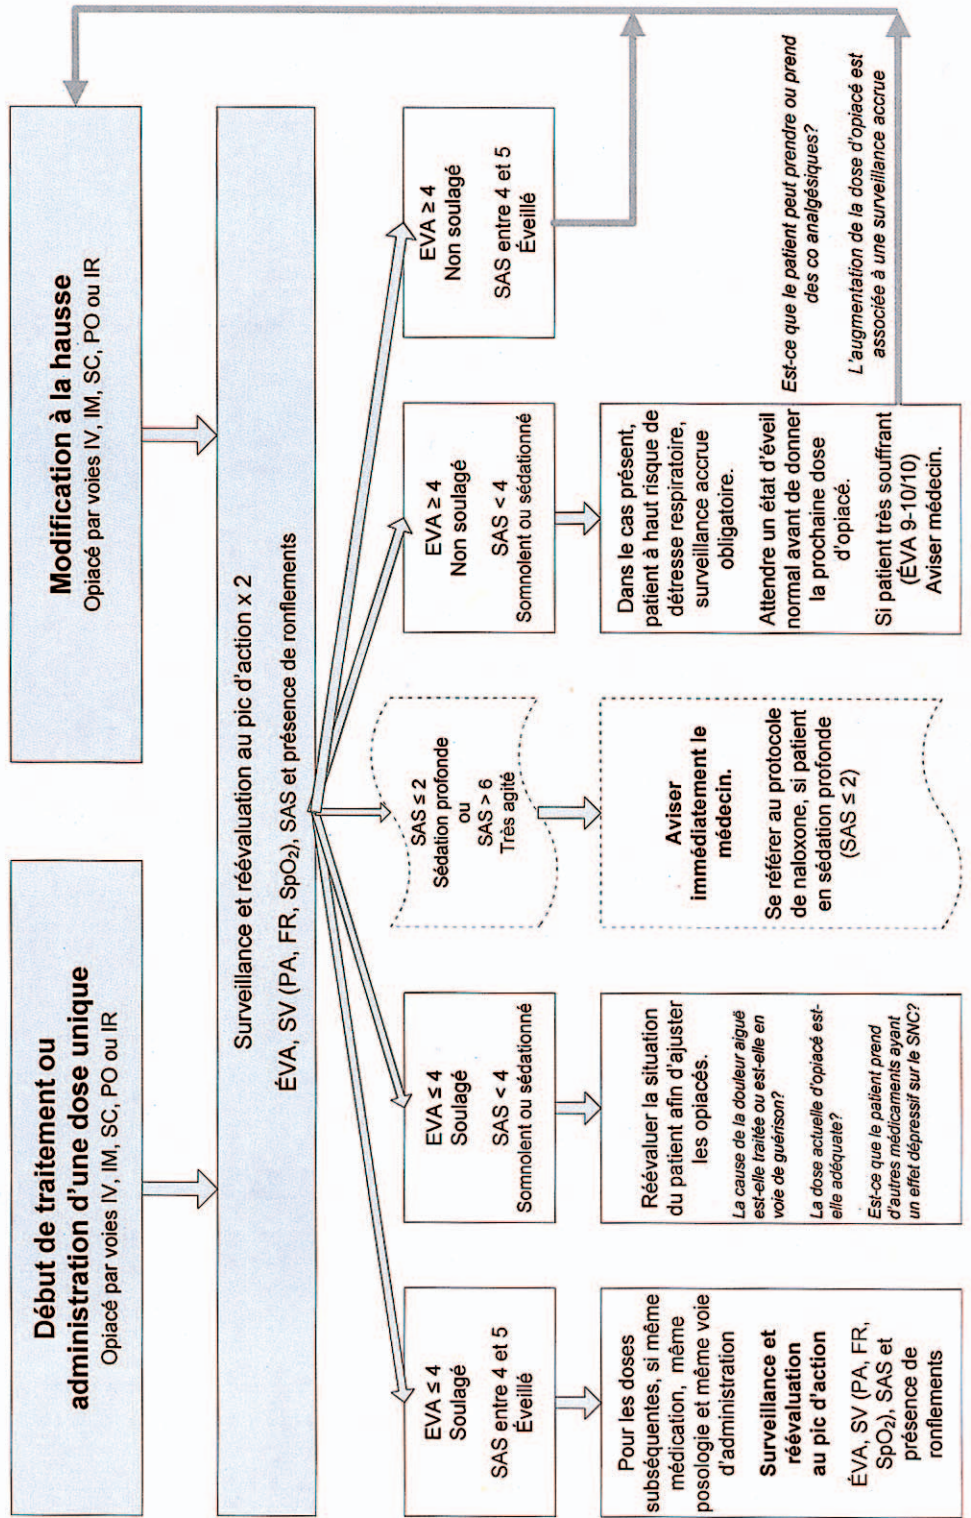 Début de traitement ou
administration d'une dose unique
Opiacé par voies IV, IM, SC, PO ou IR
Modification à la hausse
Opiacé par voies IV, IM, SC, PO ou IR
Surveillance et réévaluation au pic d'action x 2
ÉVA, SV (PA, FR, SpO₂), SAS et présence de ronflements
EVA ≤ 4
Soulagé
SAS entre 4 et 5
Éveillé
EVA ≤ 4
Soulagé
SAS < 4
Somnolent ou sédationné
SAS ≤ 2
Sédation profonde
ou
SAS > 6
Très agité
EVA ≥ 4
Non soulagé
SAS < 4
Somnolent ou sédationné
EVA ≥ 4
Non soulagé
SAS entre 4 et 5
Éveillé
Pour les doses
subséquentes, si même
médication, même
posologie et même voie
d'administration
Surveillance et
réévaluation
au pic d'action
ÉVA, SV (PA, FR,
SpO₂), SAS et
présence de
ronflements
Réévaluer la situation
du patient afin d'ajuster
les opiacés.
La cause de la douleur aiguë
est-elle traitée ou est-elle en
voie de guérison?
La dose actuelle d'opiacé est-
elle adéquate?
Est-ce que le patient prend
d'autres médicaments ayant
un effet dépressif sur le SNC?
Aviser
immédiatement le
médecin.
Se référer au protocole
de naloxone, si patient
en sédation profonde
(SAS ≤ 2)
Dans le cas présent,
patient à haut risque de
détresse respiratoire,
surveillance accrue
obligatoire.
Attendre un état d'éveil
normal avant de donner
la prochaine dose
d'opiacé.
Si patient très souffrant
(ÉVA 9-10/10)
Aviser médecin.
Est-ce que le patient peut prendre ou prend
des co analgésiques?
L'augmentation de la dose d'opiacé est
associée à une surveillance accrue